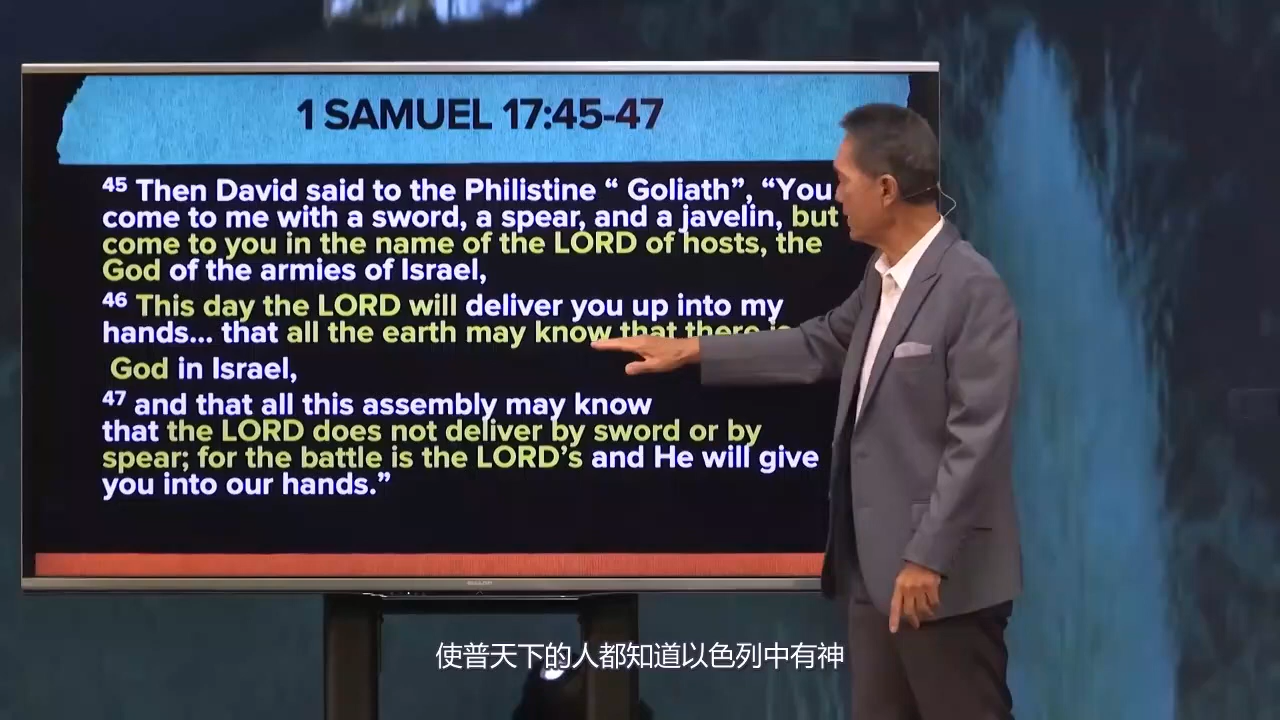 1 SAMUEL 17:45-47
45 Then David said to the Philistine “ Goliath”, “You
come to me with a sword, a spear, and a javelin, but
come to you in the name of the LORD of hosts, the
God of the armies of Israel,
46 This day the LORD will deliver you up into my
hands... that all the earth may know that there is
God in Israel,
47 and that all this assembly may know
that the LORD does not deliver by sword or by
spear; for the battle is the LORD’s and He will give
you into our hands.”
使普天下的人都知道以色列中有神